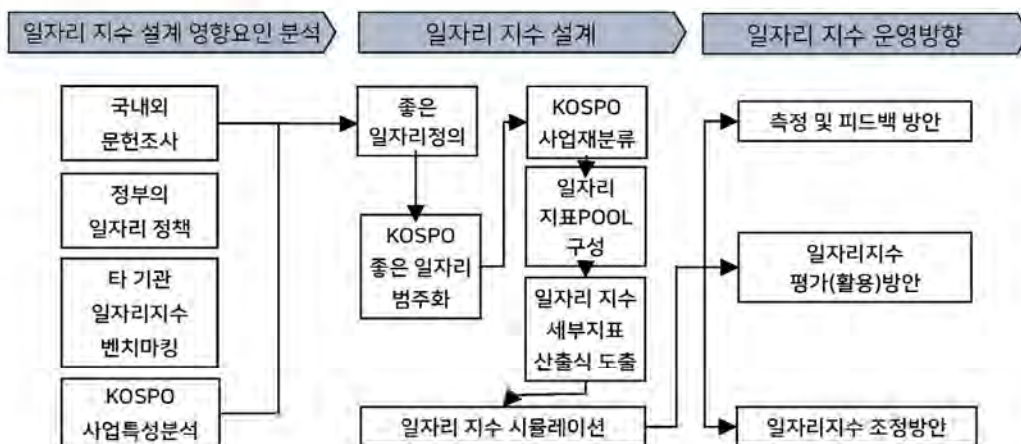 일자리 지수 설계 영향요인 분석
일자리 지수 설계
일자리 지수 운영방향
국내외
문헌조사
정부의
일자리 정책
타 기관
일자리지수
벤치마킹
KOSPO
사업특성분석
좋은
일자리정의
KOSPO
좋은 일자리
범주화
KOSPO
사업재분류
일자리
지표POOL
구성
일자리 지수
세부지표
산출식 도출
일자리 지수 시뮬레이션
측정 및 피드백 방안
일자리지수
평가(활용)방안
일자리지수 조정방안